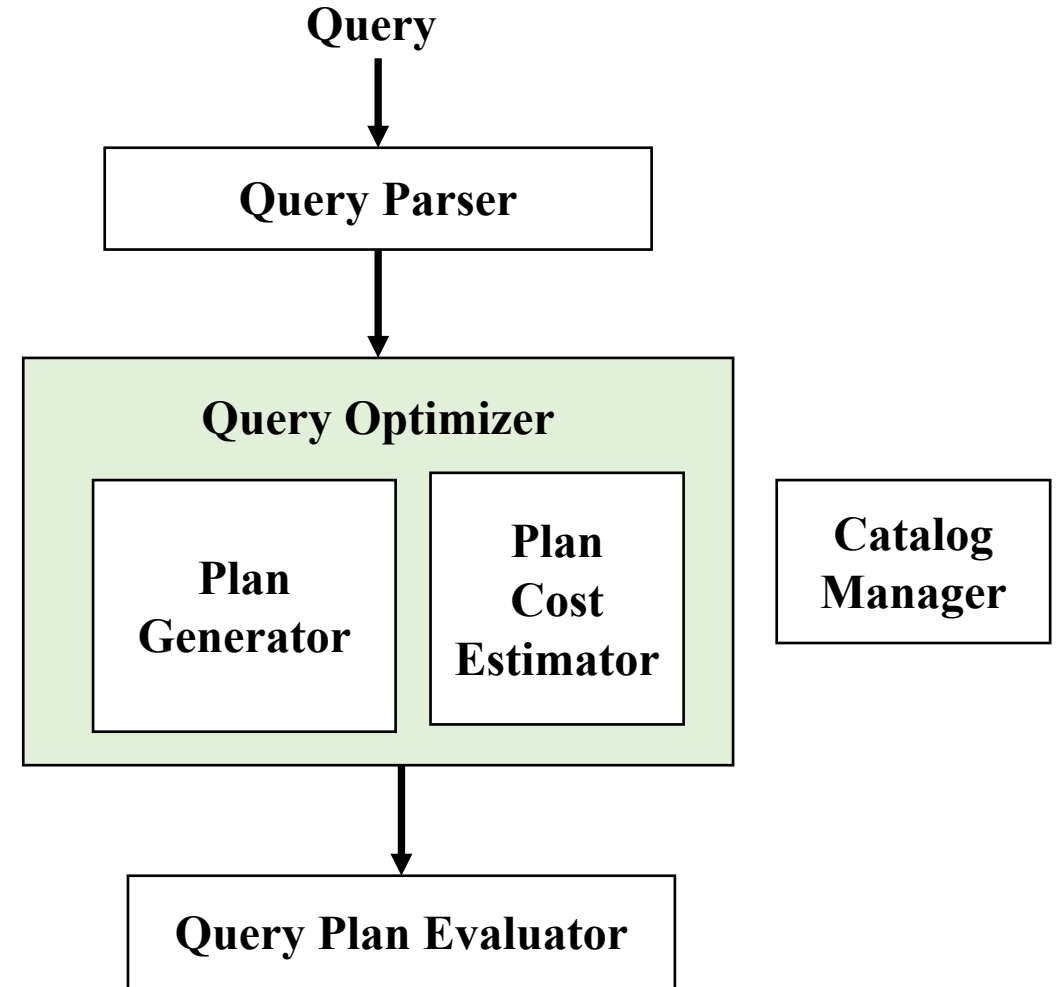 Query
Query Parser
Query Optimizer
Plan
Generator
Plan
Cost
Estimator
Catalog
Manager
Query Plan Evaluator